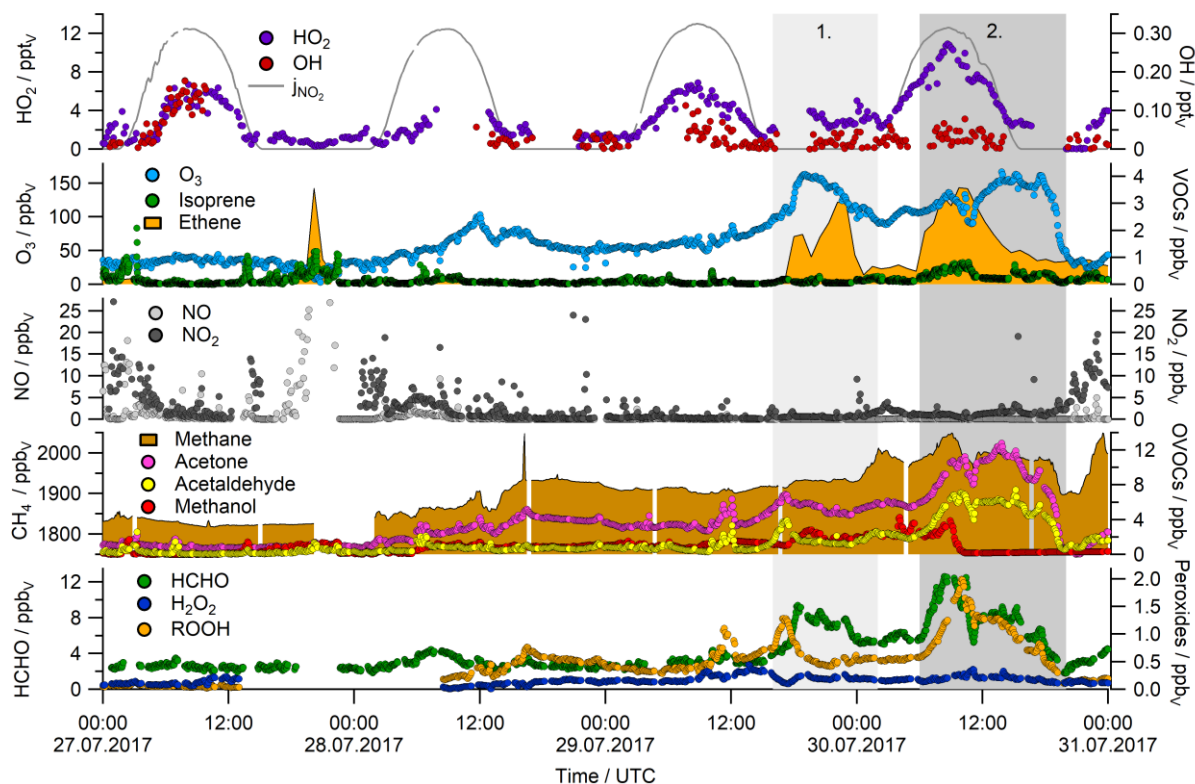 1.
2.
HO2 / pptV
12
8
4
0
HO2
OH
jNO2
0.30
0.20
0.10
0
OH / pptV
O3 / ppbV
150
100
50
0
O3
Isoprene
Ethene
4
3
2
1
0
VOCs / ppbV
NO / ppbV
25
20
15
10
5
0
NO
NO2
25
20
15
10
5
0
NO2 / ppbV
CH4 / ppbV
2000
1900
1800
Methane
Acetone
Acetaldehyde
Methanol
12
8
4
0
OVOCs / ppbV
HCHO / ppbV
12
8
4
0
HCHO
H2O2
ROOH
2.0
1.5
1.0
0.5
0.0
Peroxides / ppbV
00:00 12:00 00:00 12:00 00:00 12:00 00:00 12:00 00:00
27.07.2017 28.07.2017 29.07.2017 30.07.2017 31.07.2017
Time / UTC